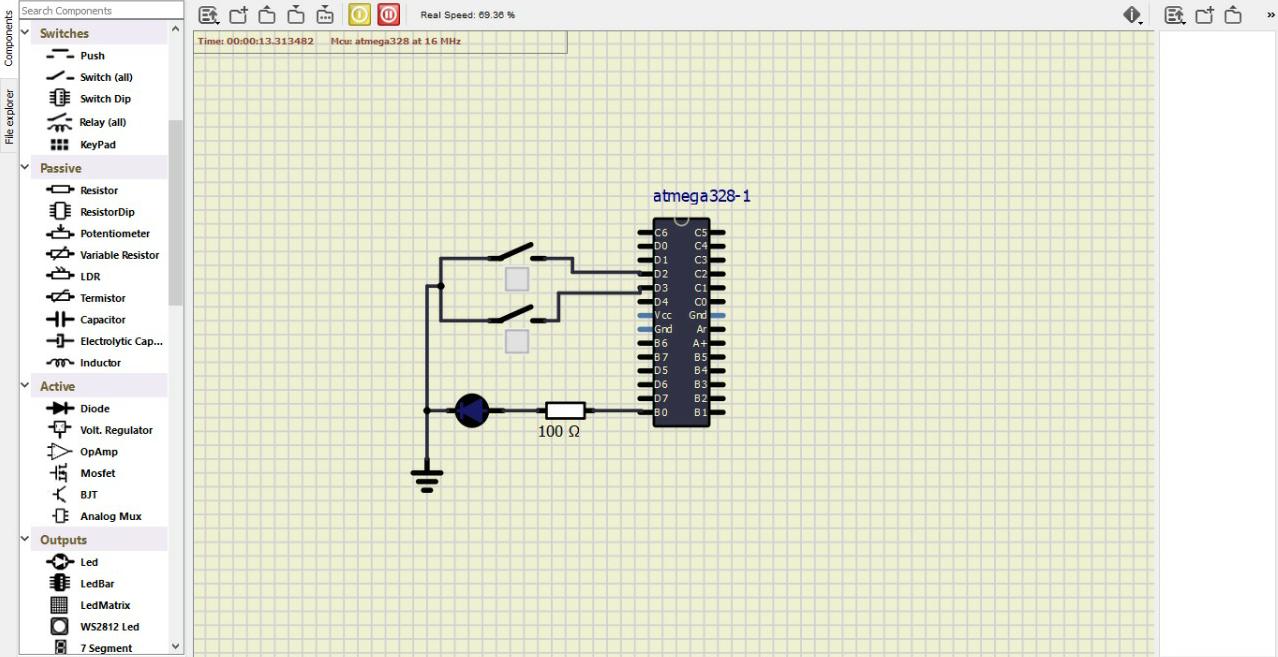 Components
File explorer
Search Components
Switches
Push
Switch (all)
Switch Dip
Relay (all)
KeyPad
Passive
Resistor
ResistorDip
Potentiometer
Variable Resistor
LDR
Termistor
Capacitor
Electrolytic Cap...
Inductor
Active
Diode
Volt. Regulator
OpAmp
Mosfet
BJT
Analog Mux
Outputs
Led
LedBar
LedMatrix
WS2812 Led
7 Segment
Real Speed: 69.36 %
»
Time: 00:00:13.313482 Mcu: atmega328 at 16 MHz
atmega328-1
C6 C5
D0 C4
D1 C3
D2 C2
D3 C1
D4 C0
Vcc Gnd
Gnd Ar
B6 A+
B7 B5
D5 B4
D6 B3
D7 B2
B0 B1
100 Ω